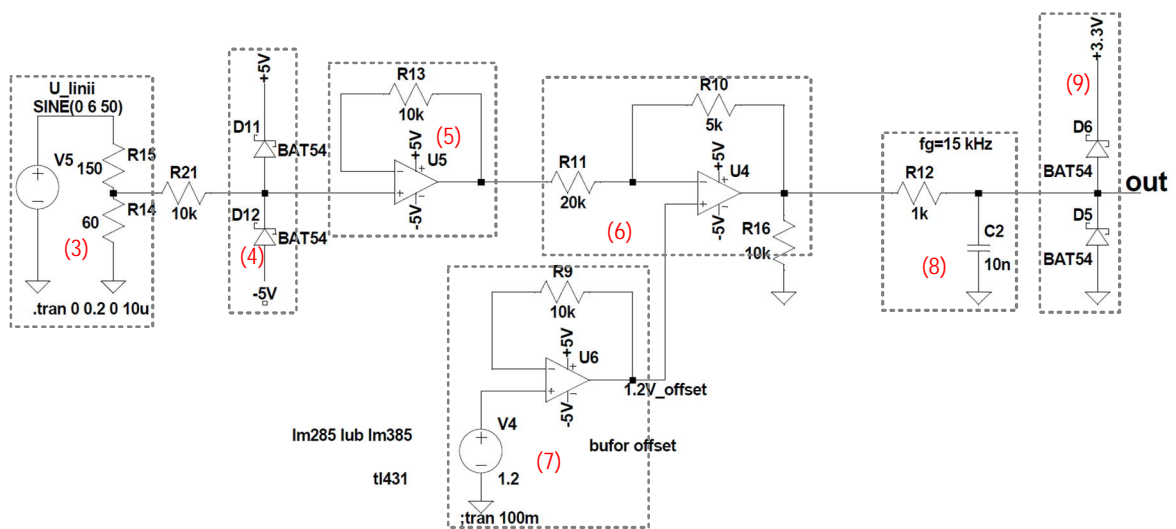 U_linii
SINE(0 6 50)
V5
150
R15
60
R14
(3)
.tran 0 0.2 0 10u
R21
10k
+5V
D11
BAT54
D12
BAT54
(4)
-5V
R13
10k
(5)
+5V
U5
-5V
R11
20k
R10
5k
+5V
U4
-5V
(6)
R16
10k
R9
10k
+5V
U6
-5V
1.2V_offset
V4
1.2
(7)
bufor offset
lm285 lub lm385
tl431
;tran 100m
fg=15 kHz
R12
1k
C2
10n
(8)
+3.3V
(9)
D6
BAT54
out
D5
BAT54